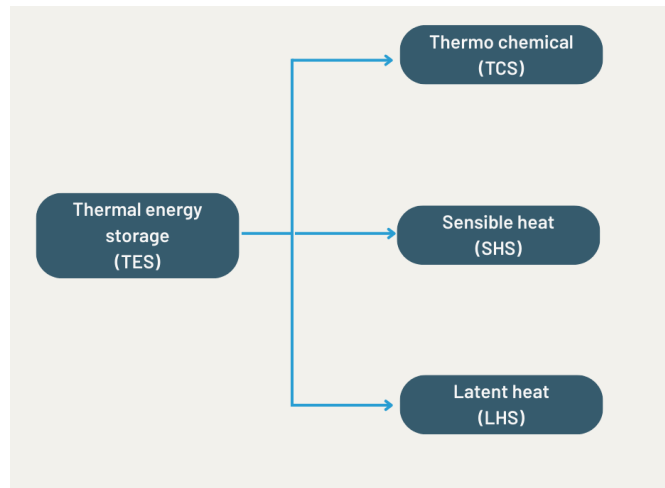 Thermo chemical
(TCS)
Thermal energy
storage
(TES)
Sensible heat
(SHS)
Latent heat
(LHS)